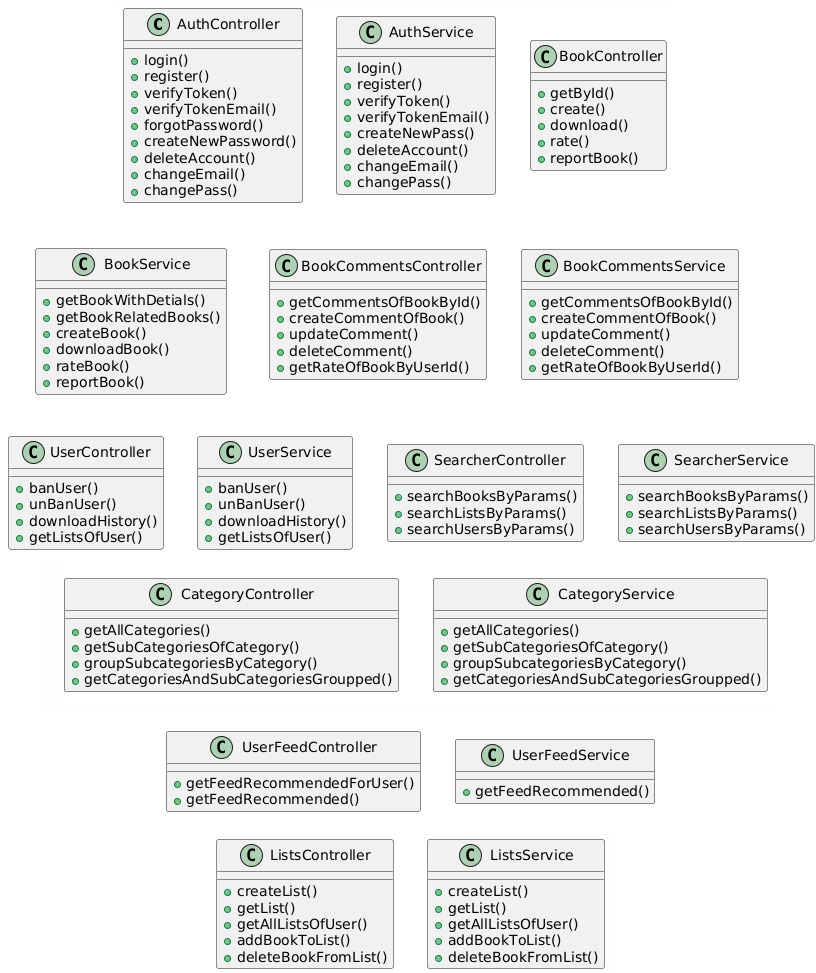 C AuthController
+ login()
+ register()
+ verifyToken()
+ verifyTokenEmail()
+ forgotPassword()
+ createNewPassword()
+ deleteAccount()
+ changeEmail()
+ changePass()
C AuthService
+ login()
+ register()
+ verifyToken()
+ verifyTokenEmail()
+ createNewPass()
+ deleteAccount()
+ changeEmail()
+ changePass()
C BookController
+ getById()
+ create()
+ download()
+ rate()
+ reportBook()
C BookService
+ getBookWithDetials()
+ getBookRelatedBooks()
+ createBook()
+ downloadBook()
+ rateBook()
+ reportBook()
C BookCommentsController
+ getCommentsOfBookById()
+ createCommentOfBook()
+ updateComment()
+ deleteComment()
+ getRateOfBookByUserId()
C BookCommentsService
+ getCommentsOfBookById()
+ createCommentOfBook()
+ updateComment()
+ deleteComment()
+ getRateOfBookByUserId()
C UserController
+ banUser()
+ unBanUser()
+ downloadHistory()
+ getListsOfUser()
C UserService
+ banUser()
+ unBanUser()
+ downloadHistory()
+ getListsOfUser()
C SearcherController
+ searchBooksByParams()
+ searchListsByParams()
+ searchUsersByParams()
C SearcherService
+ searchBooksByParams()
+ searchListsByParams()
+ searchUsersByParams()
C CategoryController
+ getAllCategories()
+ getSubCategoriesOfCategory()
+ groupSubcategoriesByCategory()
+ getCategoriesAndSubCategoriesGroupped()
C CategoryService
+ getAllCategories()
+ getSubCategoriesOfCategory()
+ groupSubcategoriesByCategory()
+ getCategoriesAndSubCategoriesGroupped()
C UserFeedController
+ getFeedRecommendedForUser()
+ getFeedRecommended()
C UserFeedService
+ getFeedRecommended()
C ListsController
+ createList()
+ getList()
+ getAllListsOfUser()
+ addBookToList()
+ deleteBookFromList()
C ListsService
+ createList()
+ getList()
+ getAllListsOfUser()
+ addBookToList()
+ deleteBookFromList()